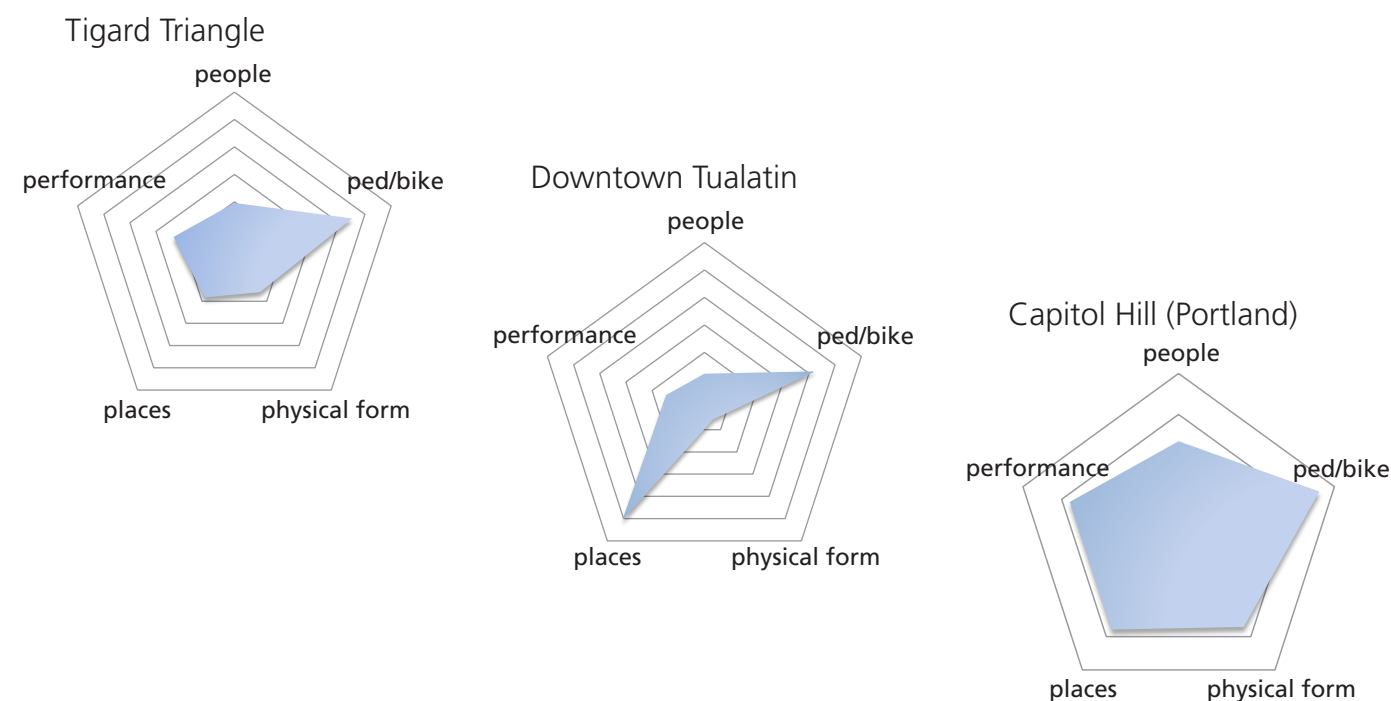 Tigard Triangle
people
performance
ped/bike
places
physical form
Downtown Tualatin
people
performance
ped/bike
places
physical form
Capitol Hill (Portland)
people
performance
ped/bike
places
physical form